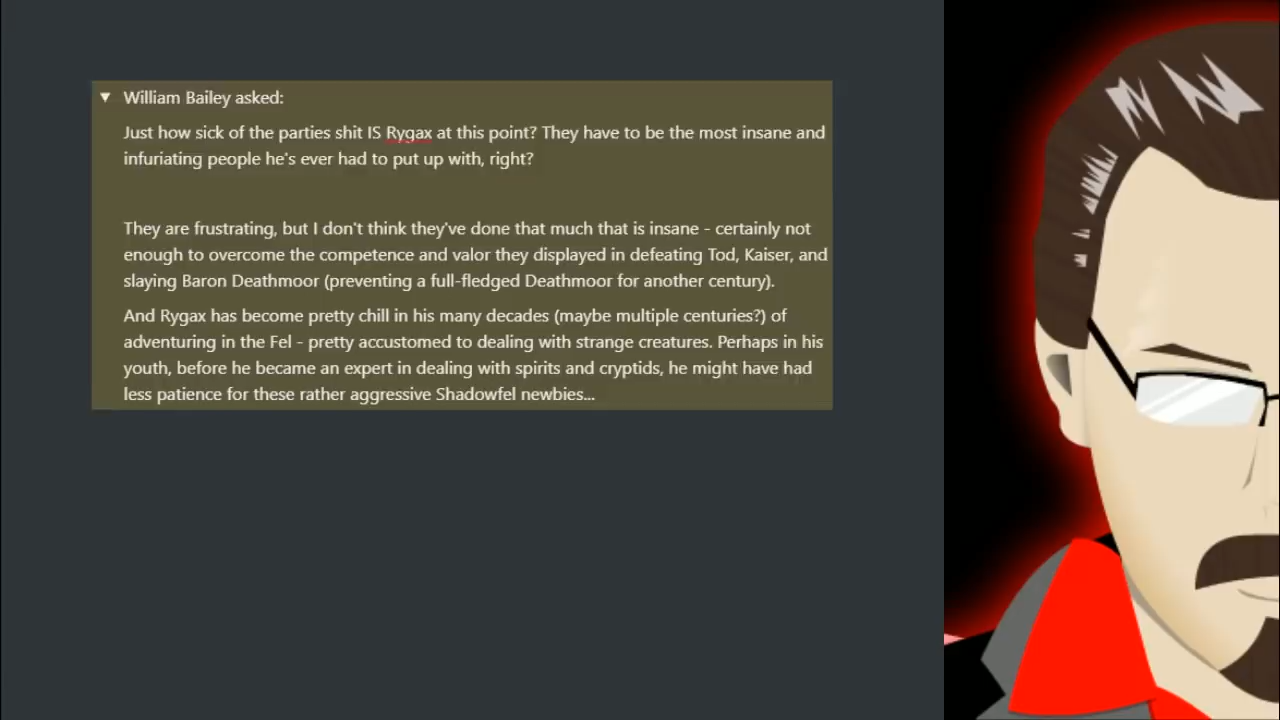 William Bailey asked:
Just how sick of the parties shit IS Rygax at this point? They have to be the most insane and
infuriating people he's ever had to put up with, right?
They are frustrating, but I don't think they've done that much that is insane - certainly not
enough to overcome the competence and valor they displayed in defeating Tod, Kaiser, and
slaying Baron Deathmoor (preventing a full-fledged Deathmoor for another century).
And Rygax has become pretty chill in his many decades (maybe multiple centuries?) of
adventuring in the Fel - pretty accustomed to dealing with strange creatures. Perhaps in his
youth, before he became an expert in dealing with spirits and cryptids, he might have had
less patience for these rather aggressive Shadowfel newbies...